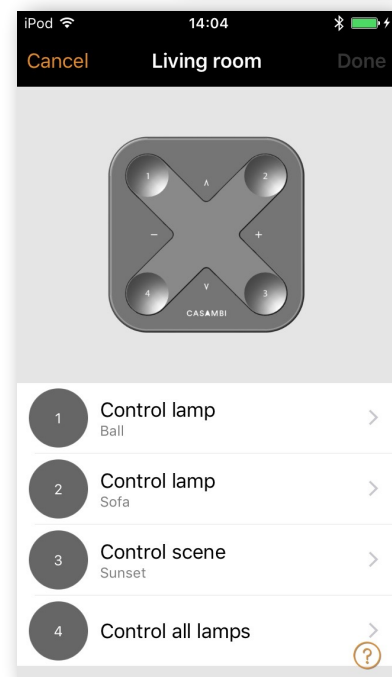 iPod 14:04
Cancel Living room Done
1 ∧ 2
− +
4 ∨ 3
CASAMBI
1 Control lamp >
Ball
2 Control lamp >
Sofa
3 Control scene >
Sunset
4 Control all lamps >
?